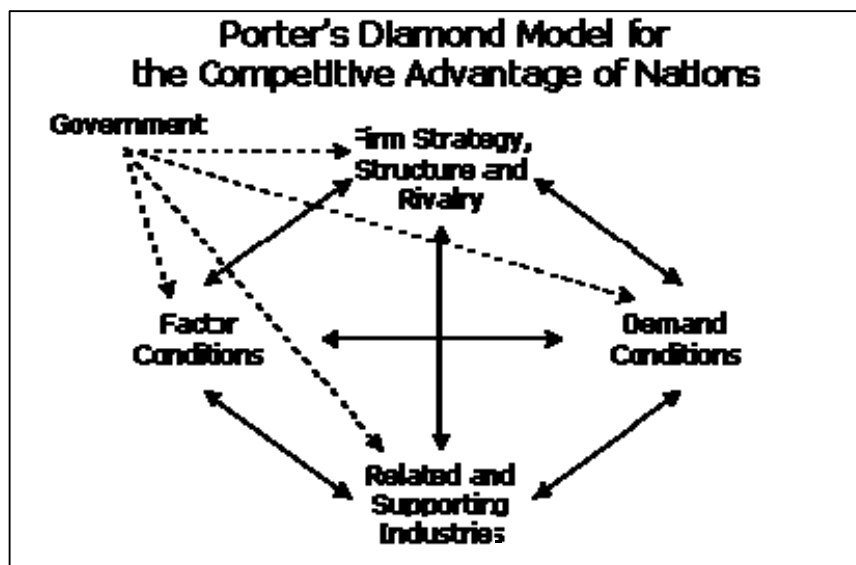 Porter's Diamond Model for
the Competitive Advantage of Nations
Government
Firm Strategy,
Structure and
Rivalry
Factor
Conditions
Demand
Conditions
Related and
Supporting
Industries